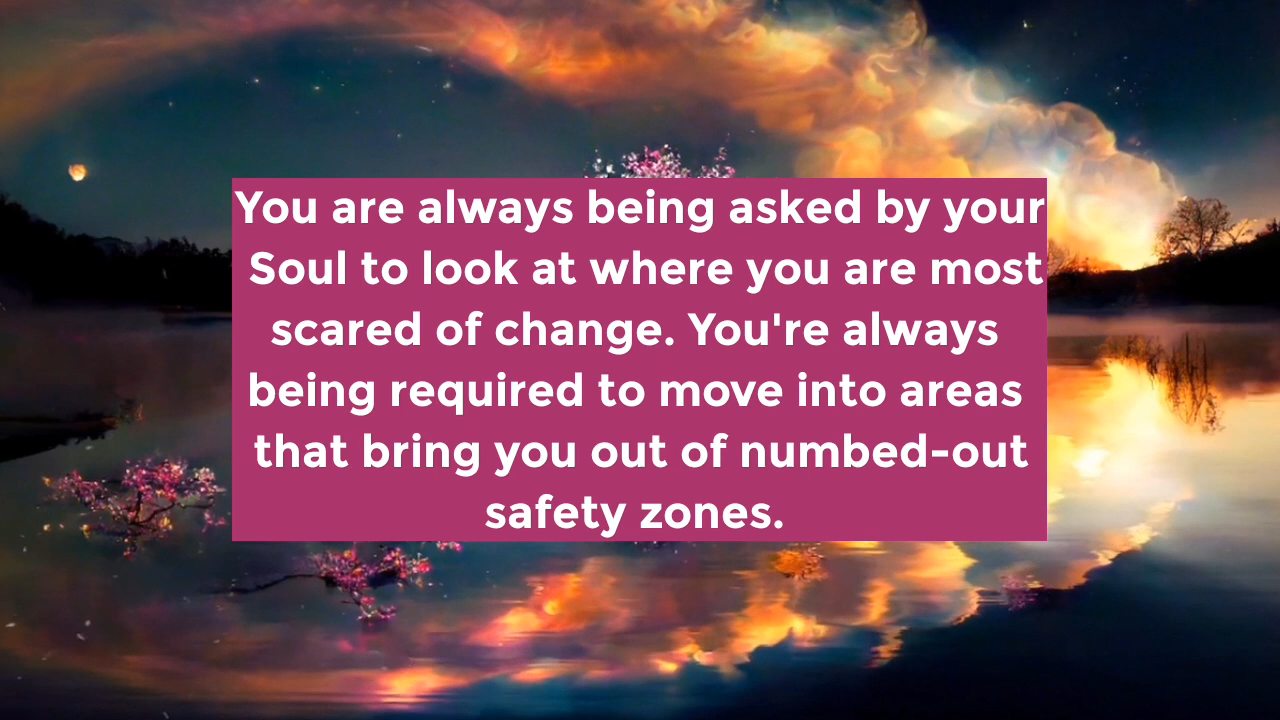 You are always being asked by your
Soul to look at where you are most
scared of change. You're always
being required to move into areas
that bring you out of numbed-out
safety zones.